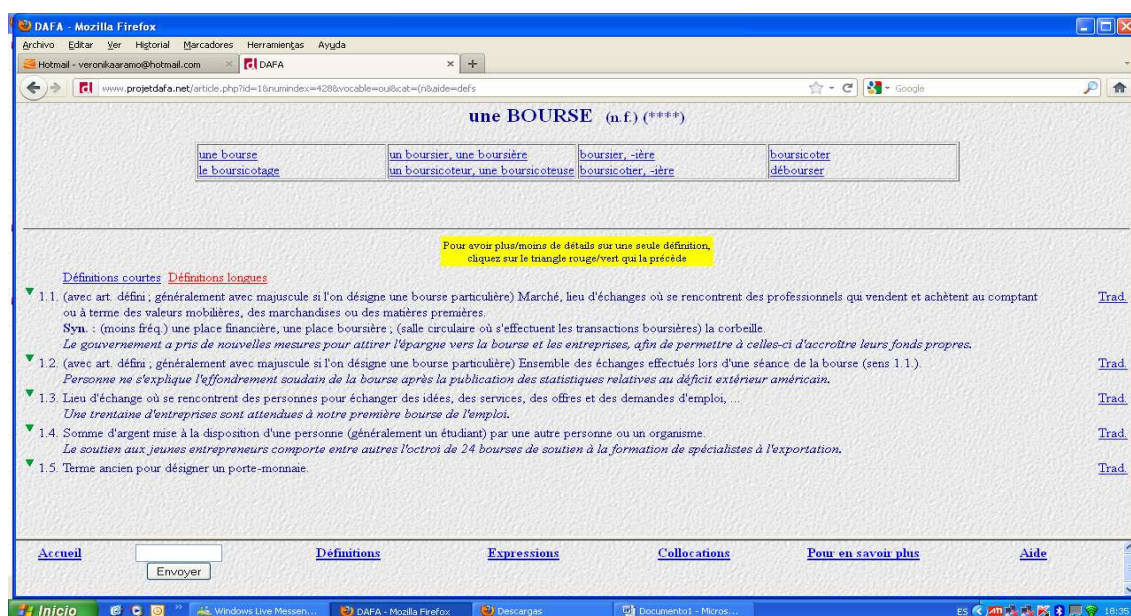 DAFA - Mozilla Firefox
Archivo Editar Ver Historial Marcadores Herramientas Ayuda
Hotmail - veronikaaramo@hotmail.com × DAFA × +
www.projetdafa.net/article.php?id=1&numindex=428&vocable=oui&cat=(n&aide=defs Google
une BOURSE (n.f.) (****)
une bourse un boursier, une boursière boursier, -ière boursicoter
le boursicotage un boursicoteur, une boursicoteuse boursicotier, -ière débourser
Pour avoir plus/moins de détails sur une seule définition,
cliquez sur le triangle rouge/vert qui la précède
Définitions courtes Définitions longues
1.1. (avec art. défini ; généralement avec majuscule si l'on désigne une bourse particulière) Marché, lieu d'échanges où se rencontrent des professionnels qui vendent et achètent au comptant Trad.
ou à terme des valeurs mobilières, des marchandises ou des matières premières.
Syn. : (moins fréq.) une place financière, une place boursière ; (salle circulaire où s'effectuent les transactions boursières) la corbeille.
Le gouvernement a pris de nouvelles mesures pour attirer l'épargne vers la bourse et les entreprises, afin de permettre à celles-ci d'accroître leurs fonds propres.
1.2. (avec art. défini ; généralement avec majuscule si l'on désigne une bourse particulière) Ensemble des échanges effectués lors d'une séance de la bourse (sens 1.1.). Trad.
Personne ne s'explique l'effondrement soudain de la bourse après la publication des statistiques relatives au déficit extérieur américain.
1.3. Lieu d'échange où se rencontrent des personnes pour échanger des idées, des services, des offres et des demandes d'emploi, ... Trad.
Une trentaine d'entreprises sont attendues à notre première bourse de l'emploi.
1.4. Somme d'argent mise à la disposition d'une personne (généralement un étudiant) par une autre personne ou un organisme. Trad.
Le soutien aux jeunes entrepreneurs comporte entre autres l'octroi de 24 bourses de soutien à la formation de spécialistes à l'exportation.
1.5. Terme ancien pour désigner un porte-monnaie. Trad.
Accueil Définitions Expressions Collocations Pour en savoir plus Aide
Envoyer
Inicio Windows Live Messen... DAFA - Mozilla Firefox Descargas Documento1 - Micros... ES 18:35